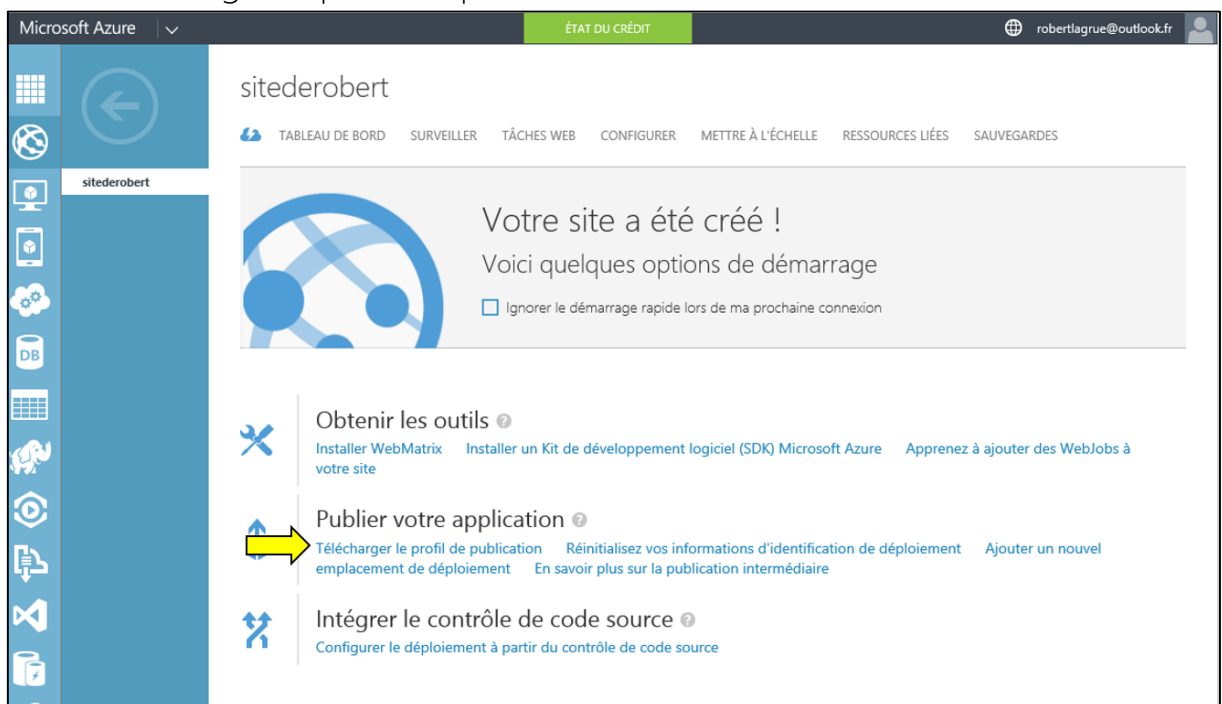 Microsoft Azure
ÉTAT DU CRÉDIT
robertlagrue@outlook.fr
sitederobert
TABLEAU DE BORD SURVEILLER TÂCHES WEB CONFIGURER METTRE À L'ÉCHELLE RESSOURCES LIÉES SAUVEGARDES
sitederobert
Votre site a été créé !
Voici quelques options de démarrage
Ignorer le démarrage rapide lors de ma prochaine connexion
DB
Obtenir les outils ?
Installer WebMatrix Installer un Kit de développement logiciel (SDK) Microsoft Azure Apprenez à ajouter des WebJobs à
votre site
Publier votre application ?
Télécharger le profil de publication Réinitialisez vos informations d'identification de déploiement Ajouter un nouvel
emplacement de déploiement En savoir plus sur la publication intermédiaire
Intégrer le contrôle de code source ?
Configurer le déploiement à partir du contrôle de code source